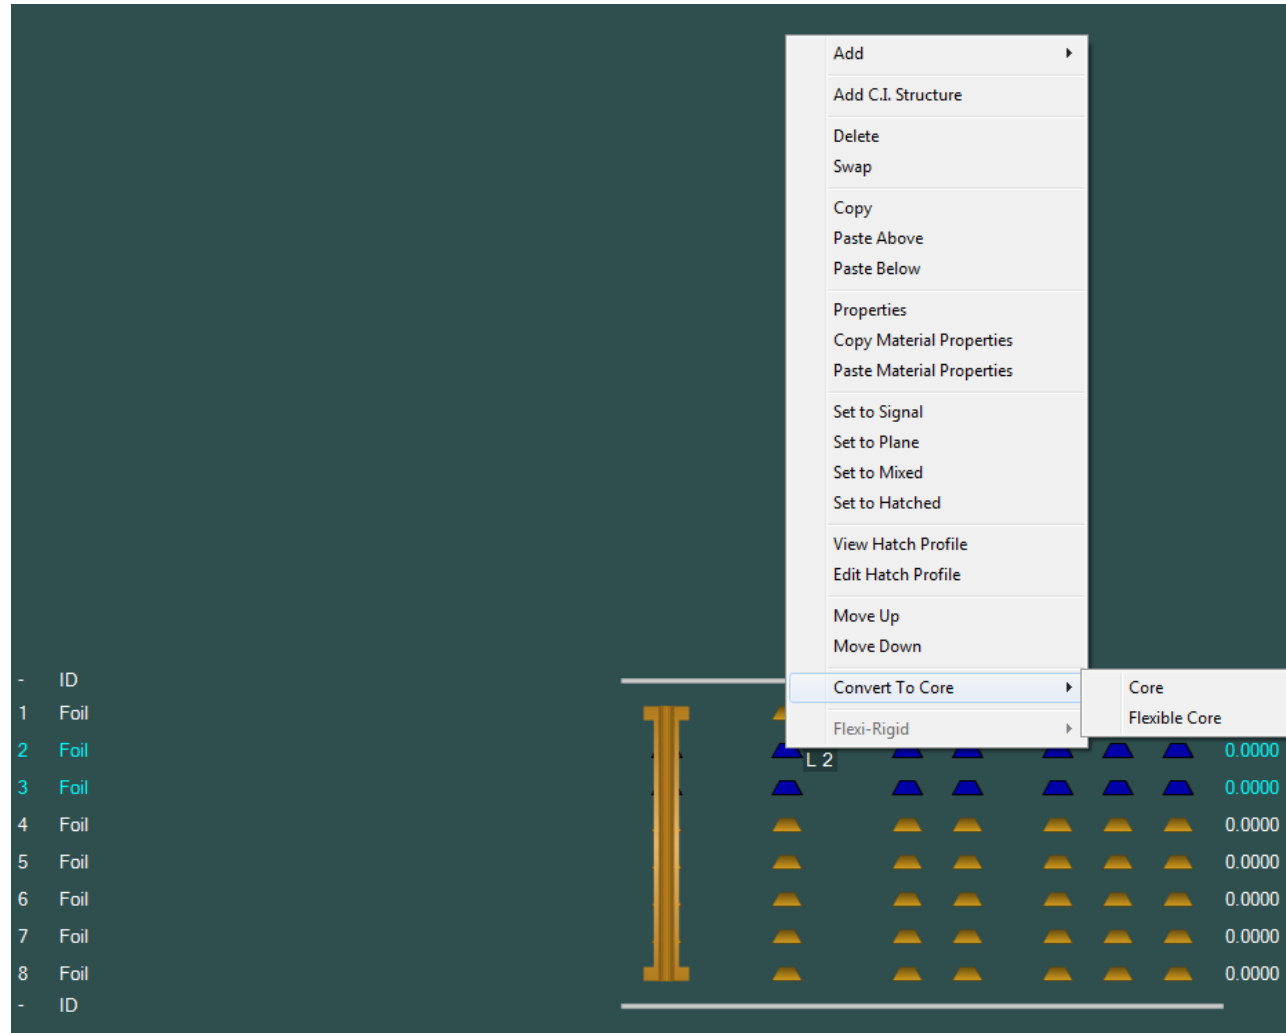 Add
Add C.I. Structure
Delete
Swap
Copy
Paste Above
Paste Below
Properties
Copy Material Properties
Paste Material Properties
Set to Signal
Set to Plane
Set to Mixed
Set to Hatched
View Hatch Profile
Edit Hatch Profile
Move Up
Move Down
Convert To Core
Core
Flexible Core
Flexi-Rigid
- ID
1 Foil
2 Foil 0.0000
L 2
3 Foil 0.0000
4 Foil 0.0000
5 Foil 0.0000
6 Foil 0.0000
7 Foil 0.0000
8 Foil 0.0000
- ID